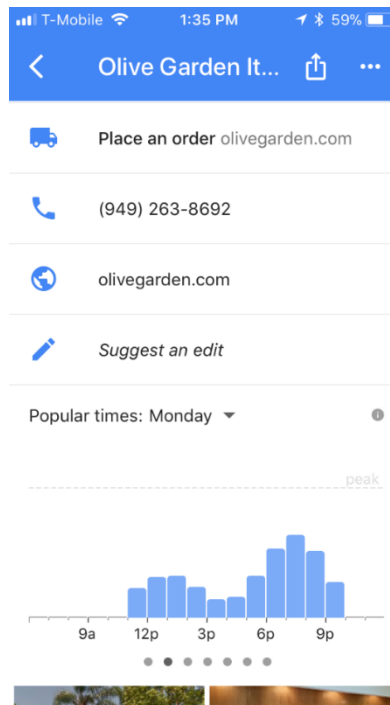 T-Mobile 1:35 PM 59%
Olive Garden It...
Place an order olivegarden.com
(949) 263-8692
olivegarden.com
Suggest an edit
Popular times: Monday
peak
9a 12p 3p 6p 9p